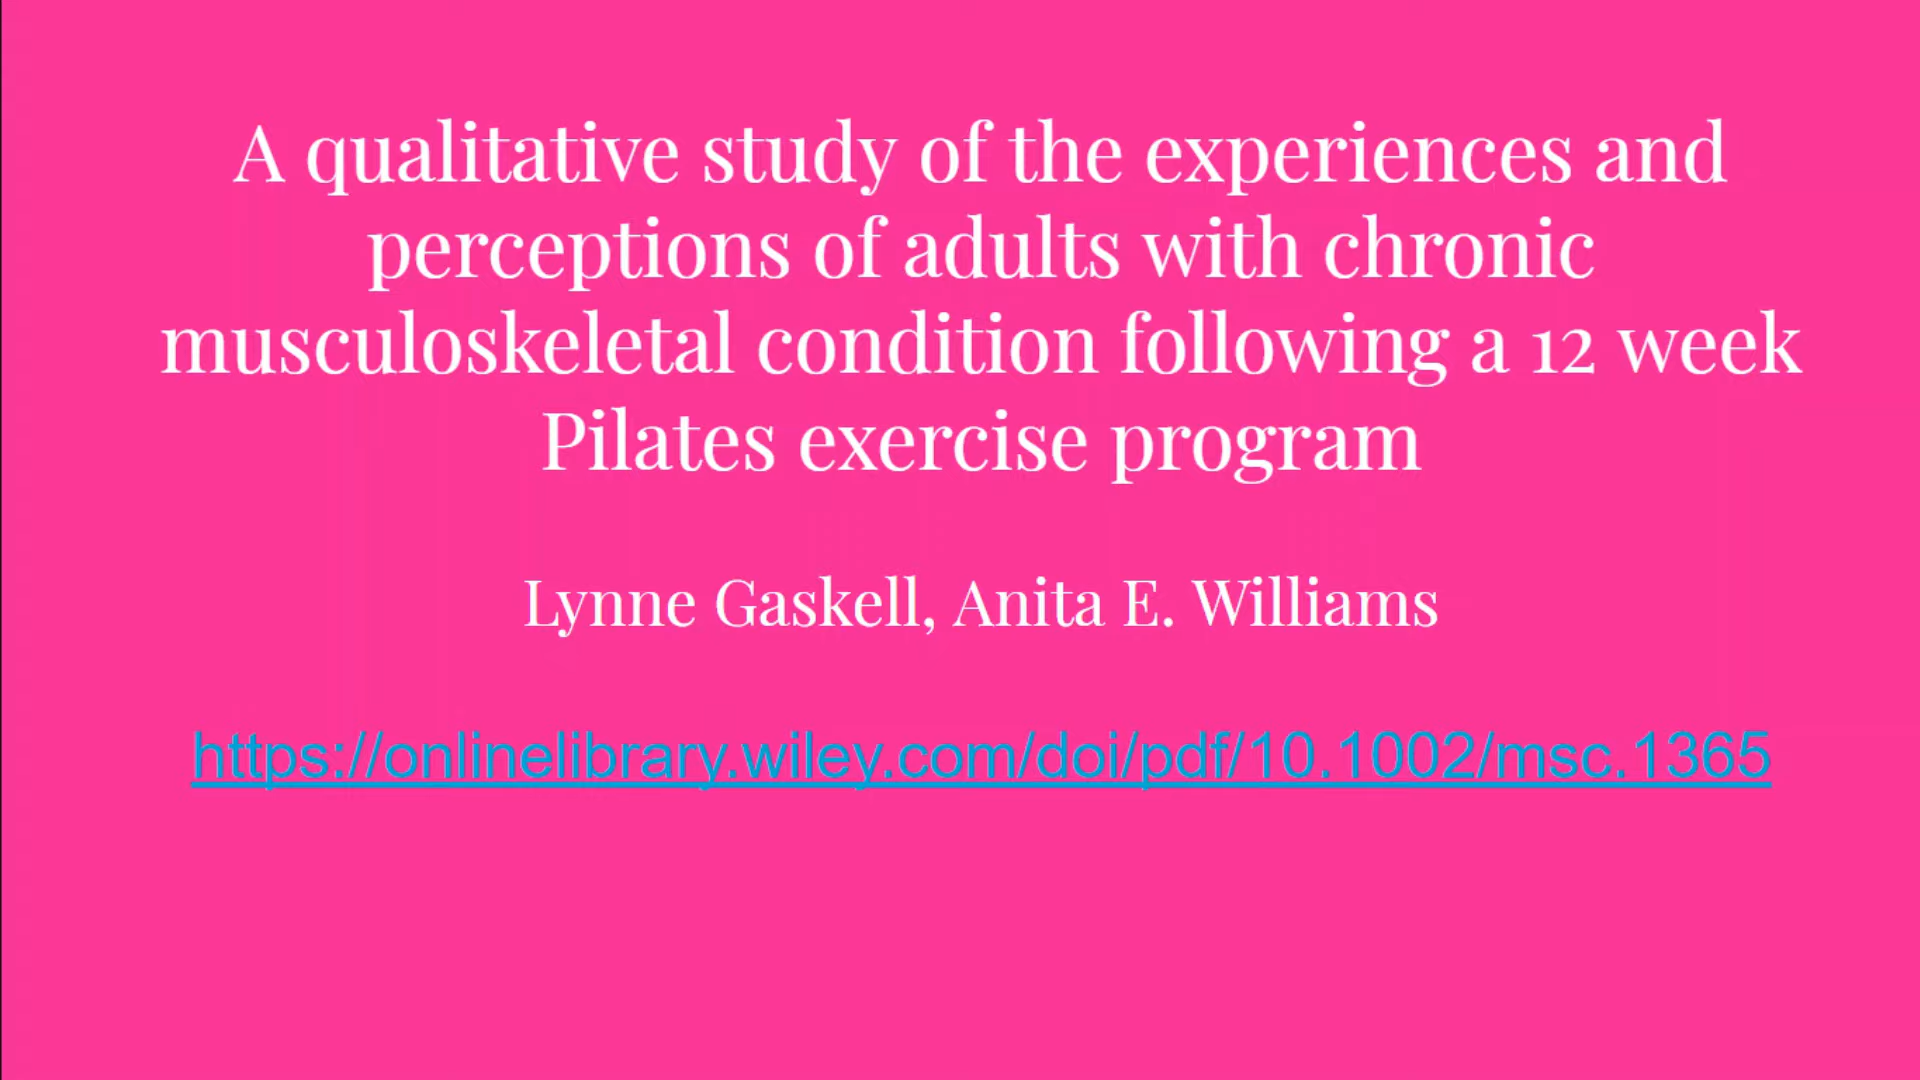 A qualitative study of the experiences and
perceptions of adults with chronic
musculoskeletal condition following a 12 week
Pilates exercise program
Lynne Gaskell, Anita E. Williams
https://onlinelibrary.wiley.com/doi/pdf/10.1002/msc.1365